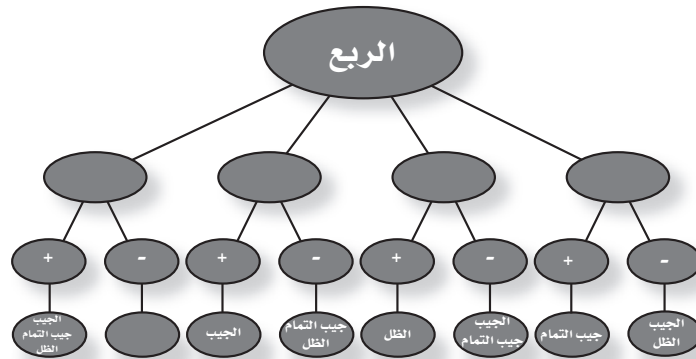 الربع
+
-
+
-
+
-
+
-
الجيب
جيب التمام
الظل
الجيب
جيب التمام
الظل
الظل
الجيب
جيب التمام
جيب التمام
الجيب
الظل